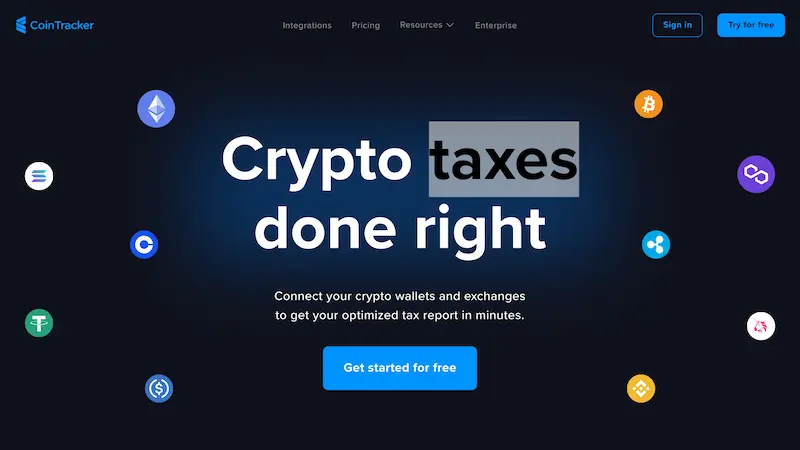 CoinTracker
Integrations
Pricing
Resources
Enterprise
Sign in
Try for free
Crypto taxes
done right
Connect your crypto wallets and exchanges
to get your optimized tax report in minutes.
Get started for free